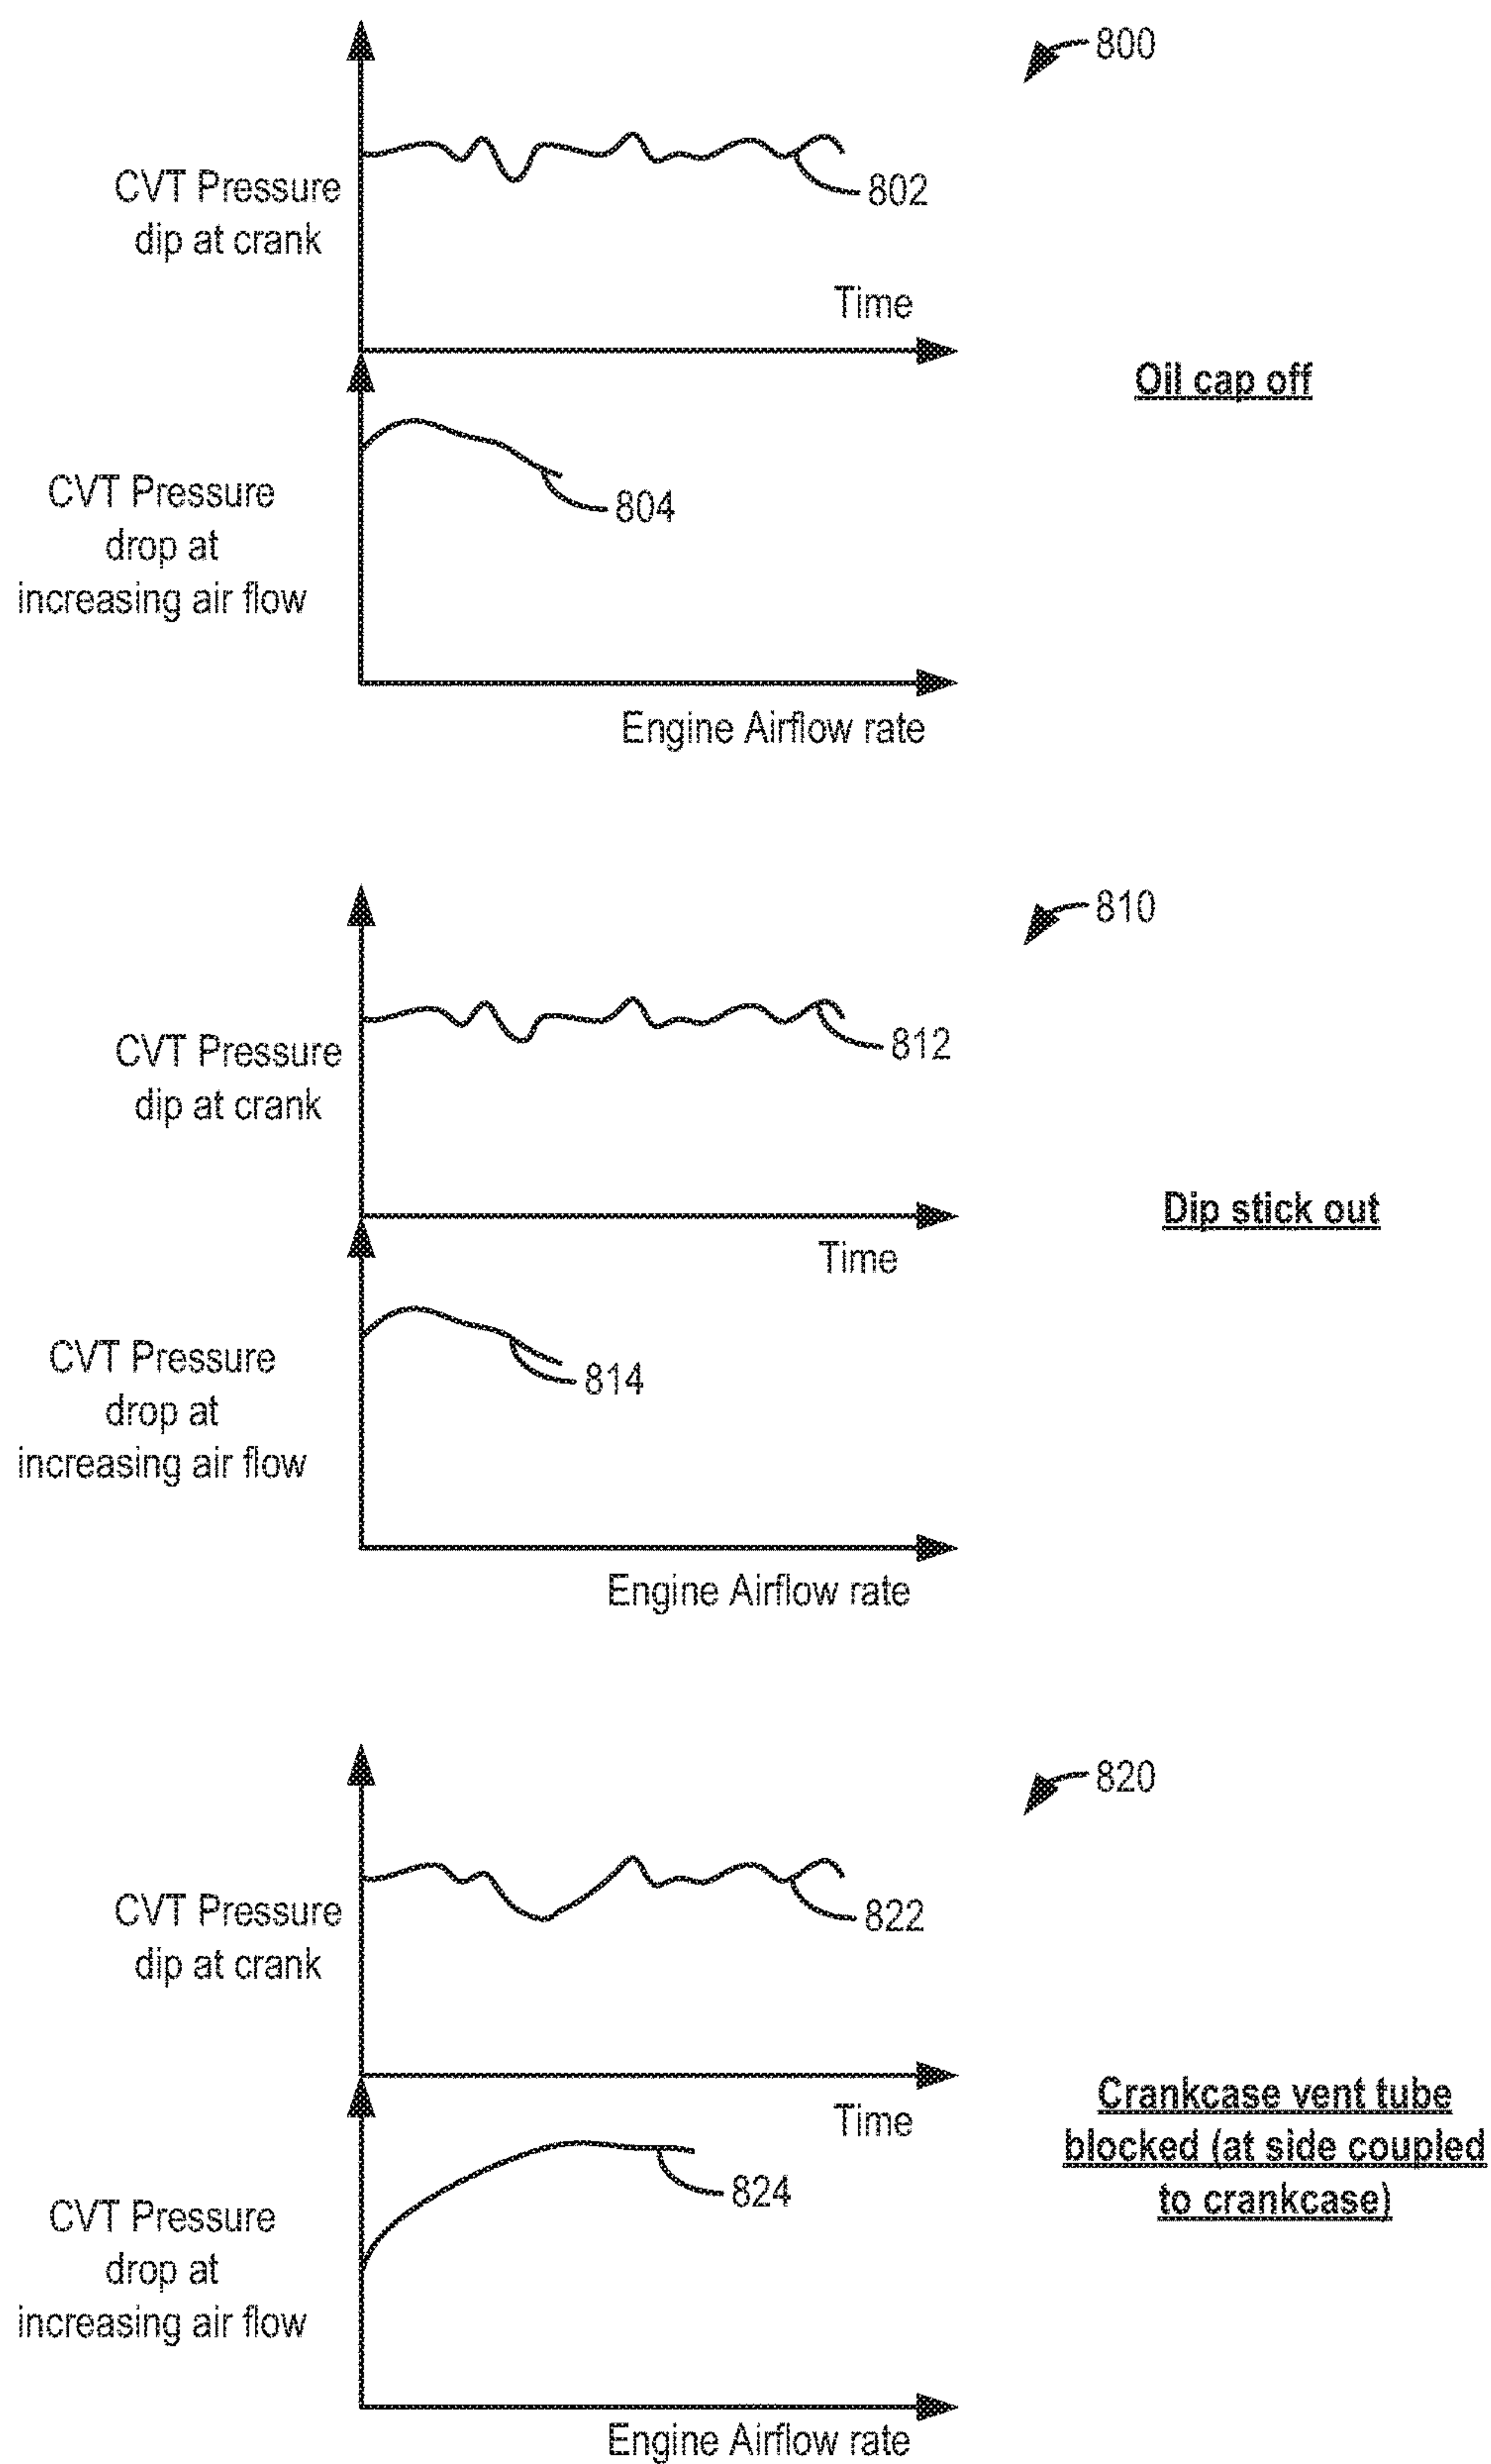 800
CVT Pressure
dip at crank
802
Time
Oil cap off
CVT Pressure
drop at
increasing air flow
804
Engine Airflow rate
810
CVT Pressure
dip at crank
812
Time
Dip stick out
CVT Pressure
drop at
increasing air flow
814
Engine Airflow rate
820
CVT Pressure
dip at crank
822
Time
Crankcase vent tube
blocked (at side coupled
to crankcase)
CVT Pressure
drop at
increasing air flow
824
Engine Airflow rate